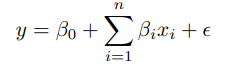 y = β₀ + ∑ᵢ₌₁ⁿ βᵢxᵢ + ϵ